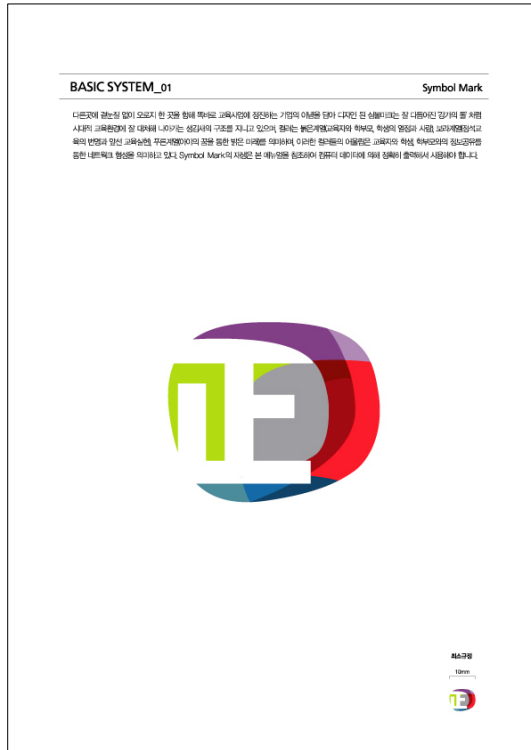 BASIC SYSTEM_01
Symbol Mark
다른곳에 곁눈질 없이 오로지 한 곳을 향해 똑바로 교육사업에 정진하는 기업의 이념을 담아 디자인 된 심볼마크는 잘 다듬어진 '강가의 돌' 처럼
시대적 교육환경에 잘 대처해 나아가는 생김새의 구조를 지니고 있으며, 컬러는 붉은계열(교육자와 학부모, 학생의 열정과 사랑), 보라계열(정석교
육의 번영과 앞선 교육실현), 푸른계열(아이의 꿈을 통한 밝은 미래)를 의미하며, 이러한 컬러들의 어울림은 교육자와 학생, 학부모와의 정보공유를
통한 네트워크 형성을 의미하고 있다. Symbol Mark의 재생은 본 매뉴얼을 참조하여 컴퓨터 데이타에 의해 정확히 출력해서 사용해야 합니다.
최소규정
10mm